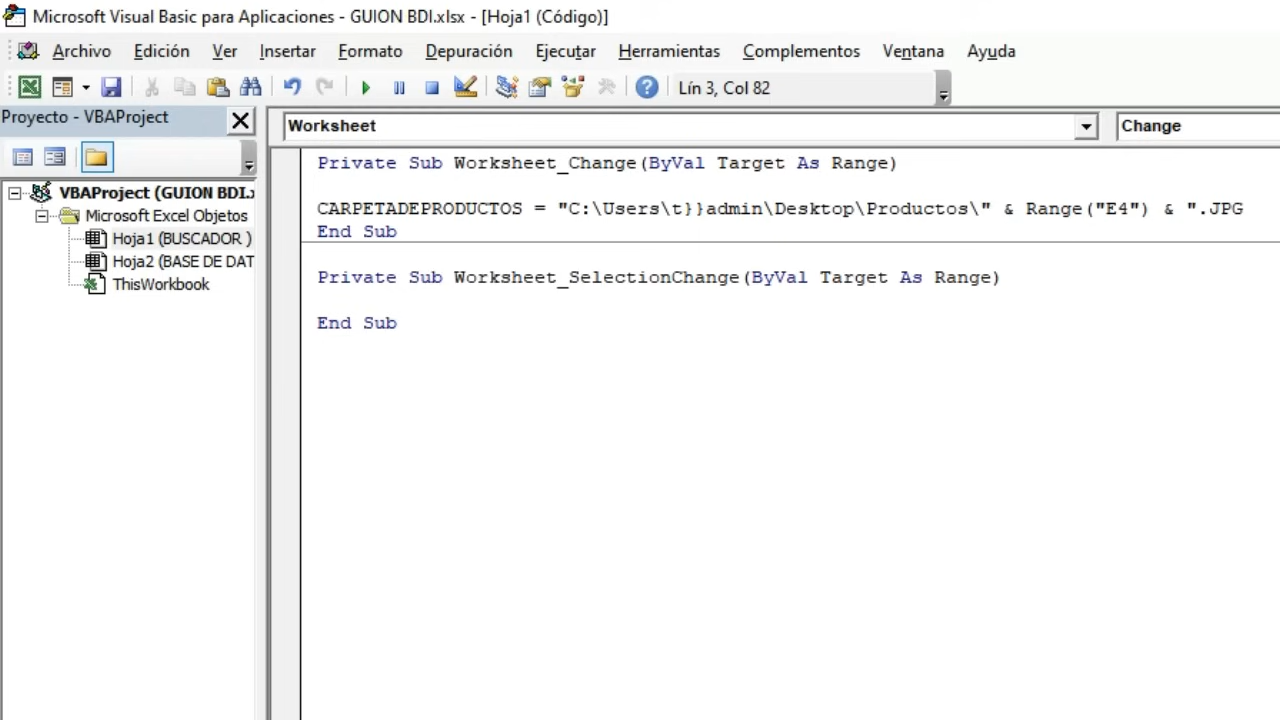 Microsoft Visual Basic para Aplicaciones - GUION BDI.xlsx - [Hoja1 (Código)]
Archivo Edición Ver Insertar Formato Depuración Ejecutar Herramientas Complementos Ventana Ayuda
Lín 3, Col 82
Proyecto - VBAProject
Worksheet
Change
VBAProject (GUION BDI.x
Microsoft Excel Objetos
Hoja1 (BUSCADOR )
Hoja2 (BASE DE DAT
ThisWorkbook
Private Sub Worksheet_Change(ByVal Target As Range)
CARPETADEPRODUCTOS = "C:\Users\t}}admin\Desktop\Productos\" & Range("E4") & ".JPG
End Sub
Private Sub Worksheet_SelectionChange(ByVal Target As Range)
End Sub